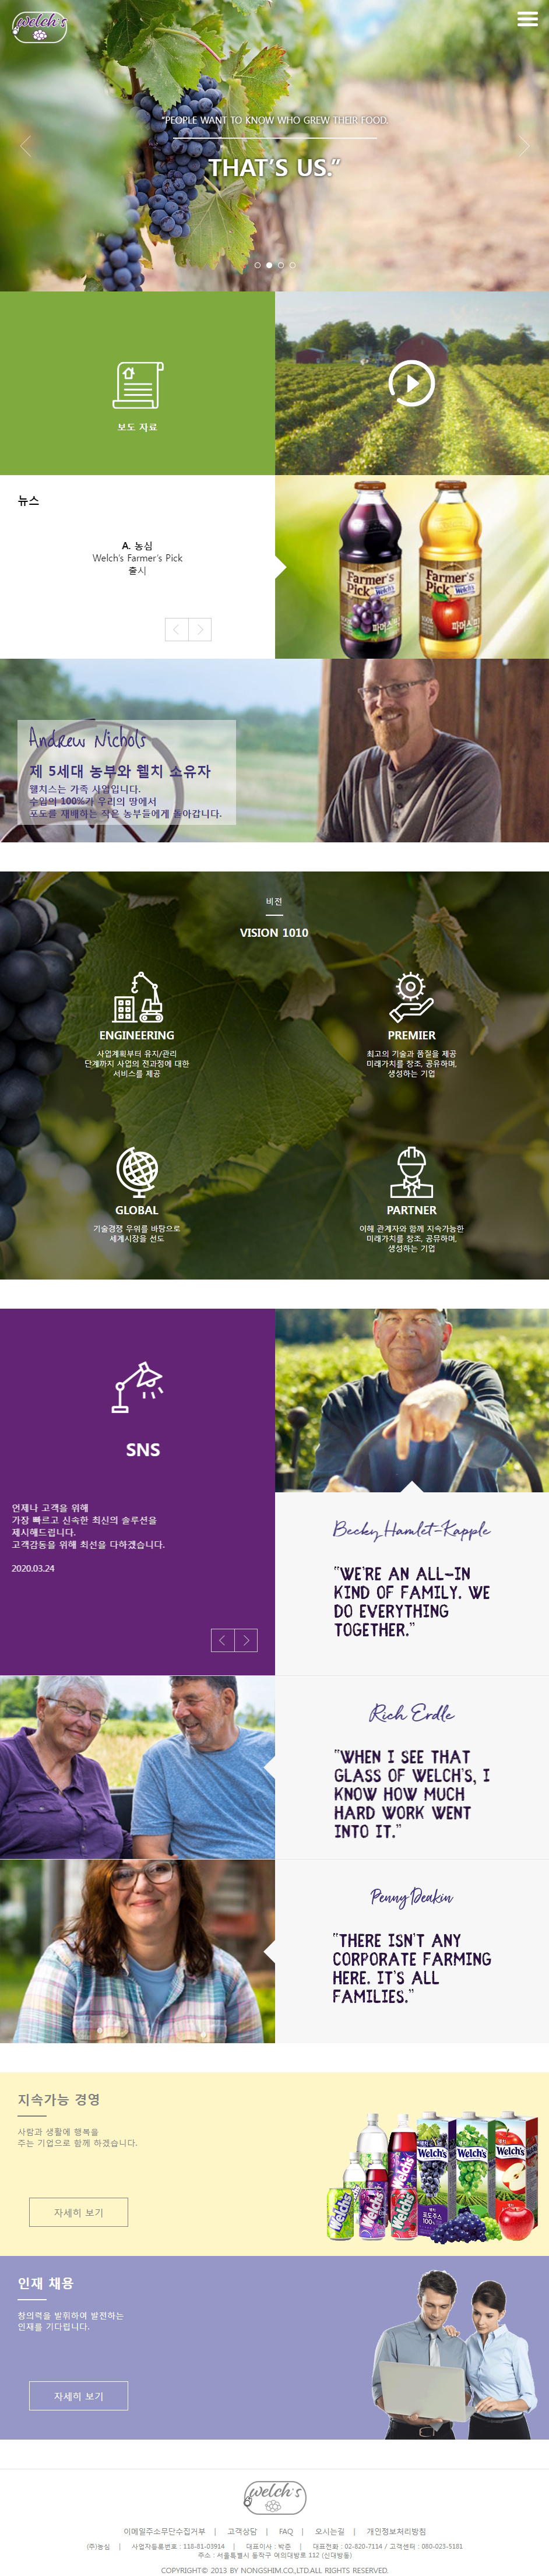 welch's
"PEOPLE WANT TO KNOW WHO GREW THEIR FOOD.
THAT'S US."
보도 자료
뉴스
A. 농심
Welch's Farmer's Pick
출시
Farmer's
Pick
Farmer's
Pick
파머스픽
Andrew Nichols
제 5세대 농부와 웰치 소유자
웰치스는 가족 사업입니다.
수입의 100%가 우리의 땅에서
포도를 재배하는 작은 농부들에게 돌아갑니다.
비전
VISION 1010
ENGINEERING
사업계획부터 유지/관리
단계까지 사업의 전과정에 대한
서비스를 제공
PREMIER
최고의 기술과 품질을 제공
미래가치를 창조, 공유하며,
생성하는 기업
GLOBAL
기술경쟁 우위를 바탕으로
세계시장을 선도
PARTNER
이해 관계자와 함께 지속가능한
미래가치를 창조, 공뮤하며,
생성하는 기업
SNS
언제나 고객을 위해
가장 빠르고 신속한 최신의 솔루션을
제시해드립니다.
고객감동을 위해 최선을 다하겠습니다.
2020.03.24
Becky Hamlet-Kapple
"WE'RE AN ALL-IN
KIND OF FAMILY. WE
DO EVERYTHING
TOGETHER."
Rich Erdle
"WHEN I SEE THAT
GLASS OF WELCH'S, I
KNOW HOW MUCH
HARD WORK WENT
INTO IT."
Penny Deakin
"THERE ISN'T ANY
CORPORATE FARMING
HERE. IT'S ALL
FAMILIES."
지속가능 경영
사람과 생활에 행복을
주는 기업으로 함께 하겠습니다.
자세히 보기
Welch's
Welch's
Welch's
Welch's
Welch's
Welch's
포도주스
100%
인재 채용
창의력을 발휘하여 발전하는
인재를 기다립니다.
자세히 보기
welch's
이메일주소무단수집거부 | 고객상담 | FAQ | 오시는길 | 개인정보처리방침
(주)농심 | 사업자등록번호 : 118-81-03914 | 대표이사 : 박준 | 대표전화 : 02-820-7114 / 고객센터 : 080-023-5181
주소 : 서울특별시 동작구 여의대방로 112 (신대방동)
COPYRIGHT© 2013 BY NONGSHIM.CO,LTD.ALL RIGHTS RESERVED.